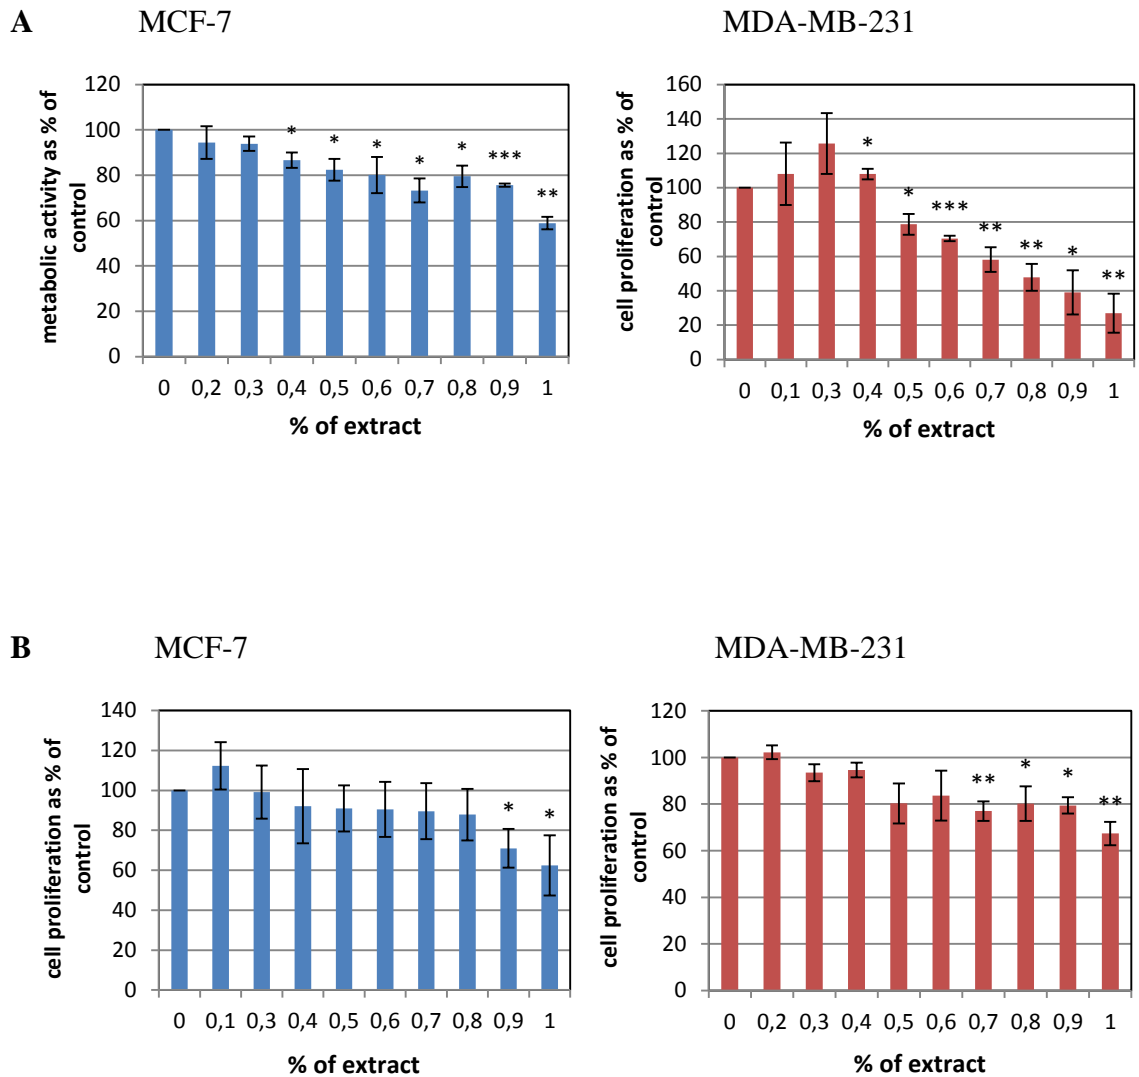 A MCF-7 MDA-MB-231
metabolic activity as % of
control
120
100
80
60
40
20
0
* * * * * *** **
0 0,2 0,3 0,4 0,5 0,6 0,7 0,8 0,9 1
% of extract
cell proliferation as % of
control
160
140
120
100
80
60
40
20
0
* * *** ** ** * **
0 0,1 0,3 0,4 0,5 0,6 0,7 0,8 0,9 1
% of extract
B MCF-7 MDA-MB-231
cell proliferation as % of
control
140
120
100
80
60
40
20
0
* *
0 0,1 0,3 0,4 0,5 0,6 0,7 0,8 0,9 1
% of extract
cell proliferation as % of
control
120
100
80
60
40
20
0
** * * **
0 0,2 0,3 0,4 0,5 0,6 0,7 0,8 0,9 1
% of extract